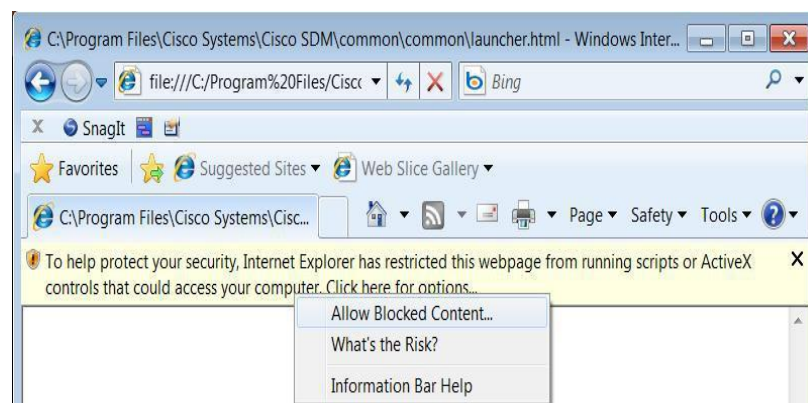 C:\Program Files\Cisco Systems\Cisco SDM\common\common\launcher.html - Windows Inter...
file:///C:/Program%20Files/Cisc
Bing
X SnagIt
Favorites Suggested Sites Web Slice Gallery
C:\Program Files\Cisco Systems\Cisc... Page Safety Tools
To help protect your security, Internet Explorer has restricted this webpage from running scripts or ActiveX X
controls that could access your computer. Click here for options...
Allow Blocked Content...
What's the Risk?
Information Bar Help